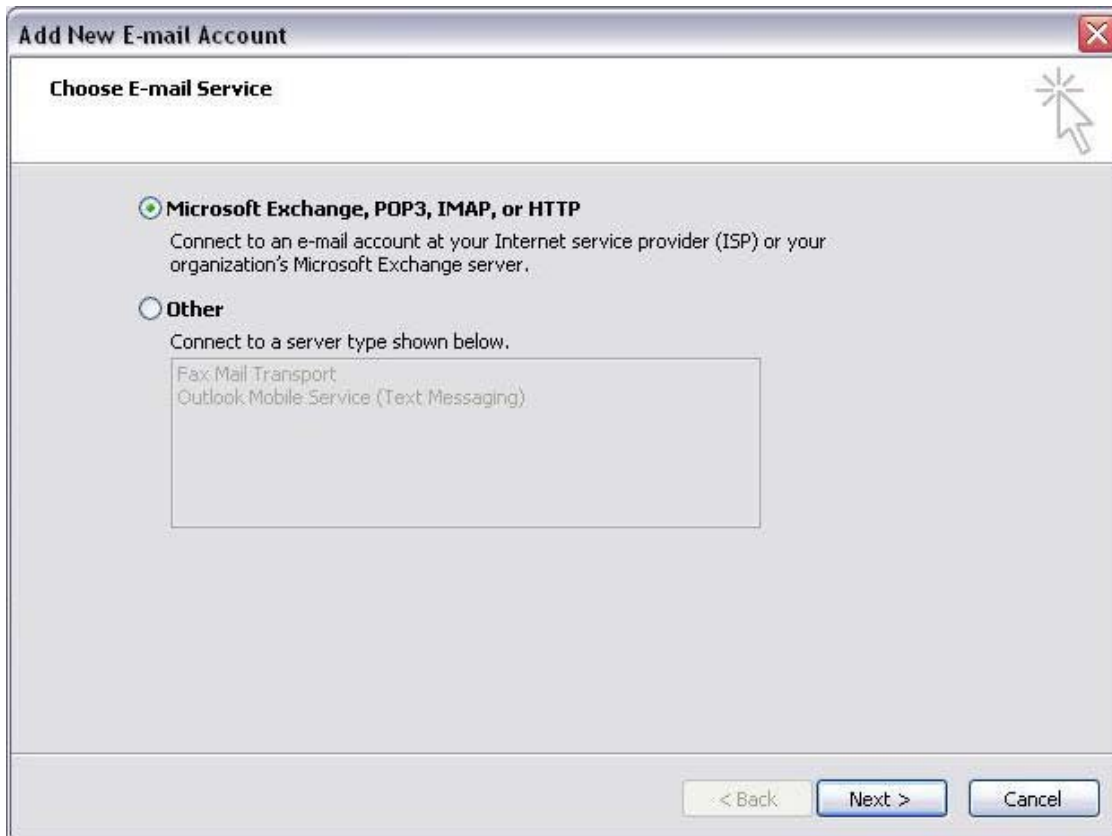 Add New E-mail Account
Choose E-mail Service
Microsoft Exchange, POP3, IMAP, or HTTP
Connect to an e-mail account at your Internet service provider (ISP) or your
organization's Microsoft Exchange server.
Other
Connect to a server type shown below.
Fax Mail Transport
Outlook Mobile Service (Text Messaging)
< Back Next > Cancel